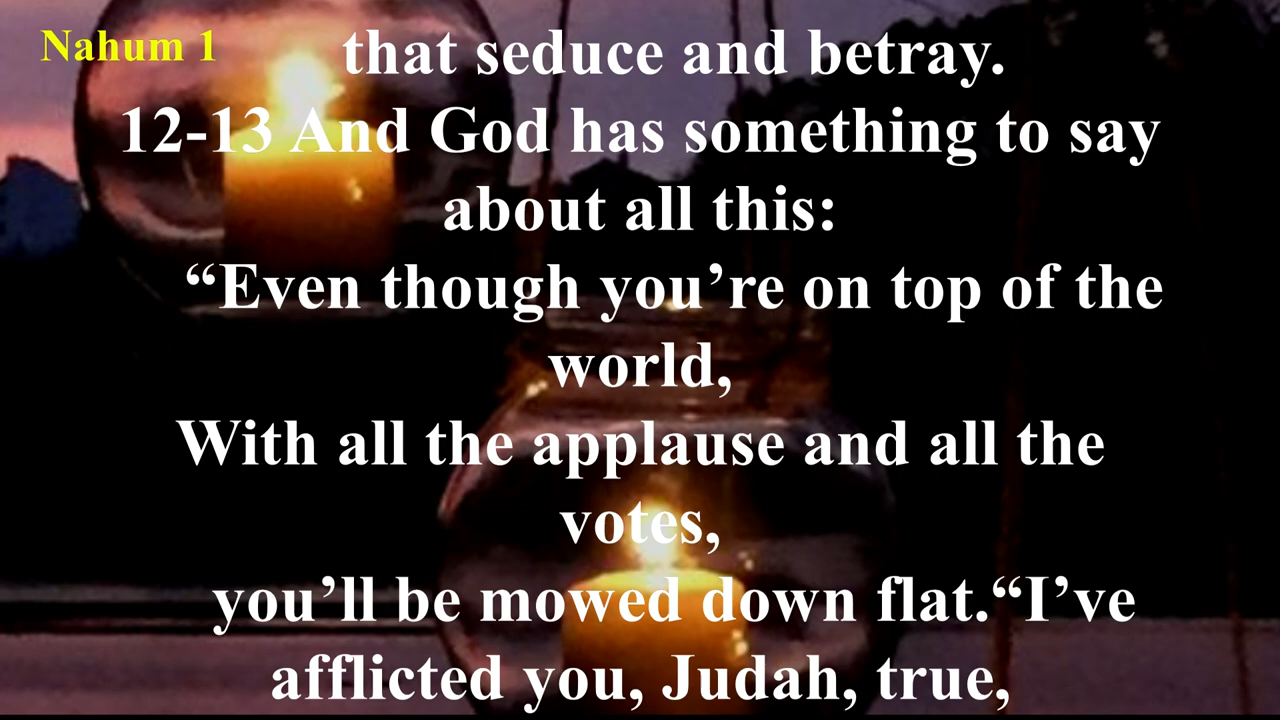 Nahum 1
that seduce and betray.
12-13 And God has something to say
about all this:
“Even though you’re on top of the
world,
With all the applause and all the
votes,
you’ll be mowed down flat.“I’ve
afflicted you, Judah, true,